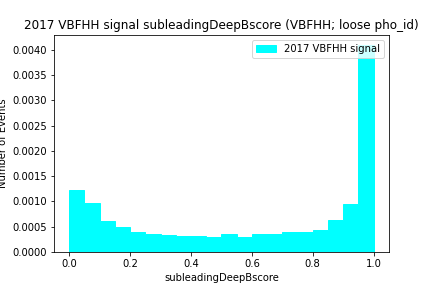 2017 VBFHH signal subleadingDeepBscore (VBFHH; loose pho_id)
2017 VBFHH signal
Number of Events
0.0040
0.0035
0.0030
0.0025
0.0020
0.0015
0.0010
0.0005
0.0000
0.0 0.2 0.4 0.6 0.8 1.0
subleadingDeepBscore